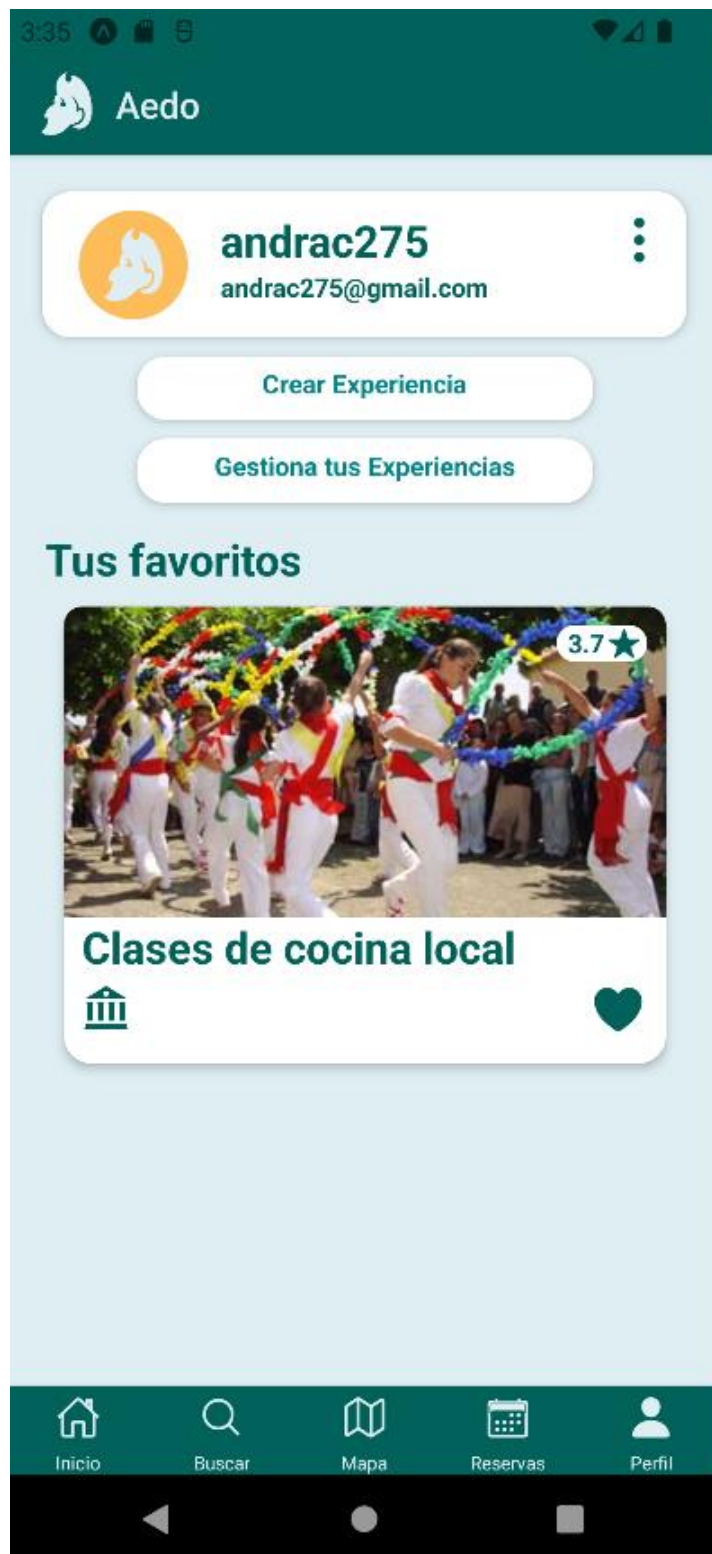 3:35
Aedo
andrac275
andrac275@gmail.com
Crear Experiencia
Gestiona tus Experiencias
Tus favoritos
3.7
Clases de cocina local
Inicio Buscar Mapa Reservas Perfil